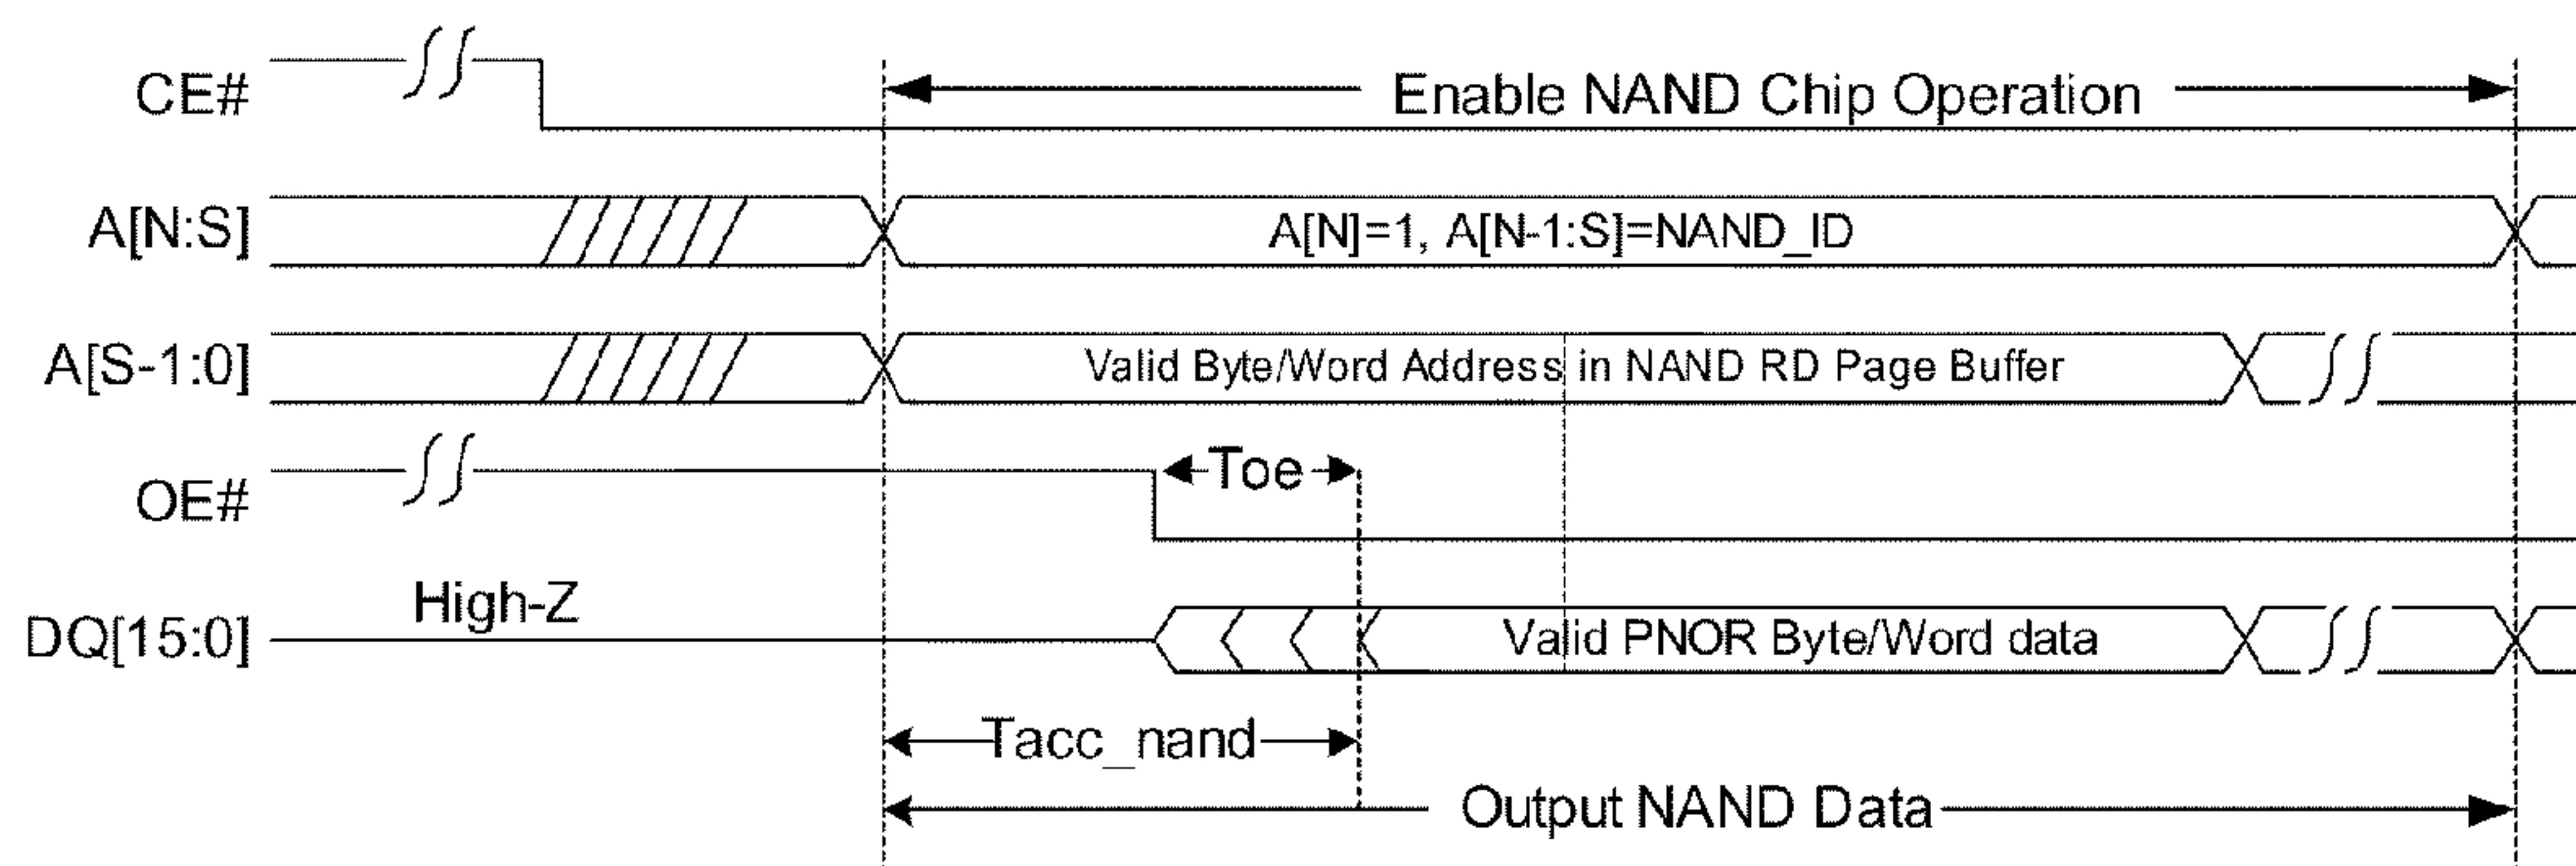 CE#
Enable NAND Chip Operation
A[N:S]
A[N]=1, A[N-1:S]=NAND_ID
A[S-1:0]
Valid Byte/Word Address in NAND RD Page Buffer
OE#
Toe
High-Z
DQ[15:0]
Valid PNOR Byte/Word data
Tacc_nand
Output NAND Data